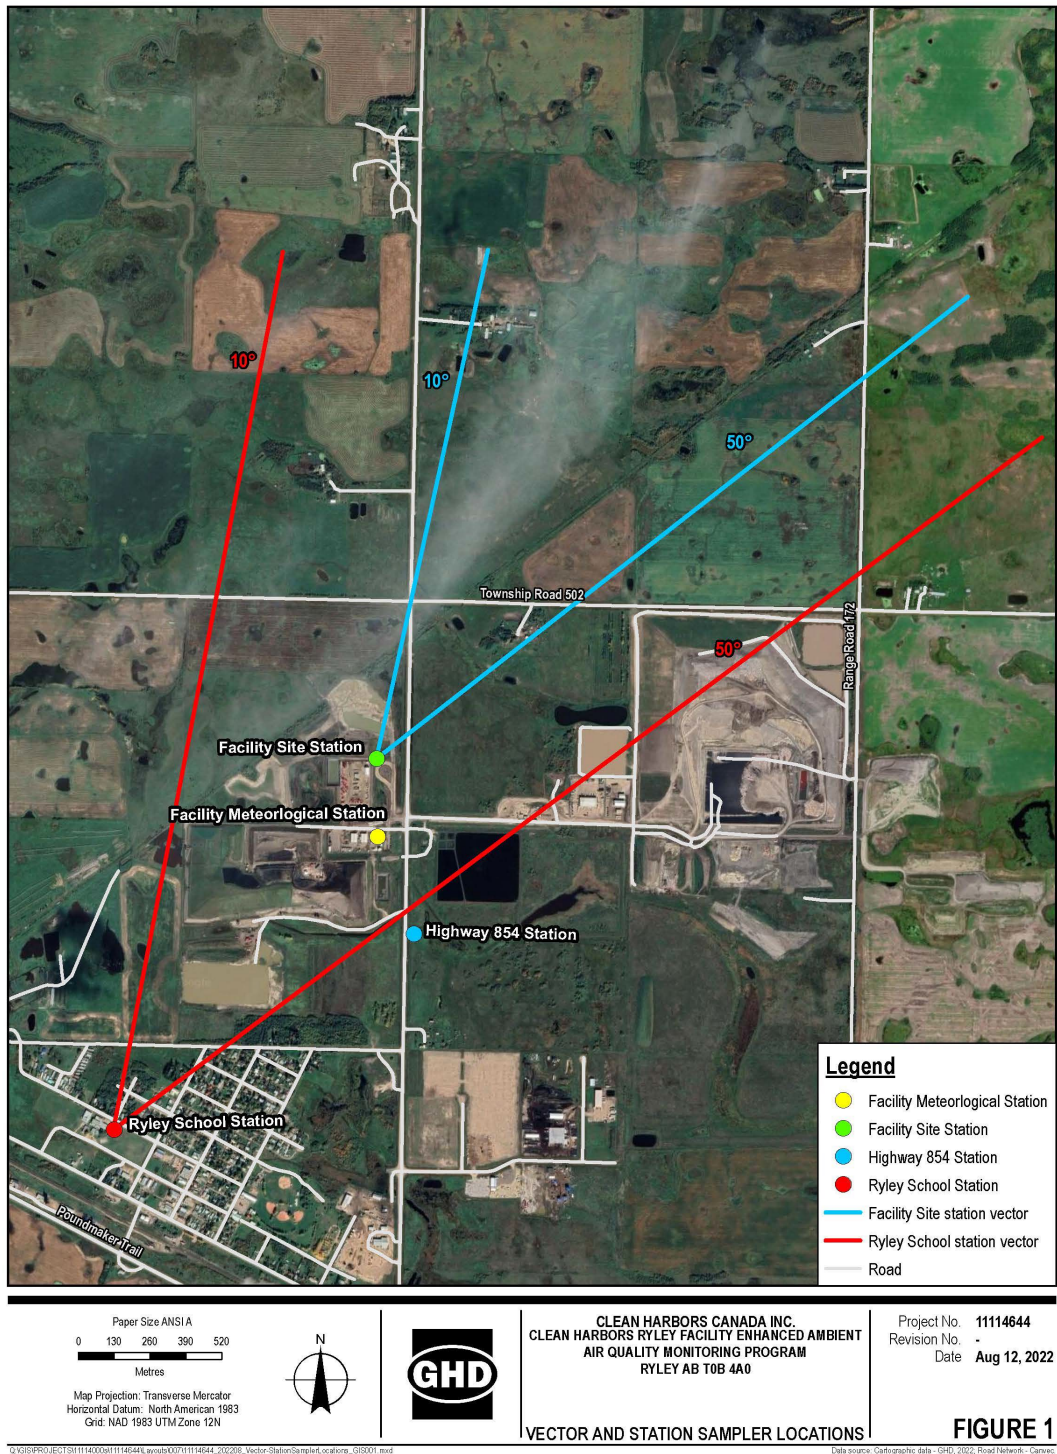 10°
10°
50°
Township Road 502
Range Road 172
50°
Facility Site Station
Facility Meteorlogical Station
Highway 854 Station
Ryley School Station
Poundmaker Trail
Legend
Facility Meteorlogical Station
Facility Site Station
Highway 854 Station
Ryley School Station
Facility Site station vector
Ryley School station vector
Road
Paper Size ANSI A
0 130 260 390 520
Metres
Map Projection: Transverse Mercator
Horizontal Datum: North American 1983
Grid: NAD 1983 UTM Zone 12N
N
GHD
CLEAN HARBORS CANADA INC.
CLEAN HARBORS RYLEY FACILITY ENHANCED AMBIENT
AIR QUALITY MONITORING PROGRAM
RYLEY AB T0B 4A0
VECTOR AND STATION SAMPLER LOCATIONS
Project No. 11114644
Revision No. -
Date Aug 12, 2022
FIGURE 1
Data source: Cartographic data - GHD, 2022; Road Network - Canvec